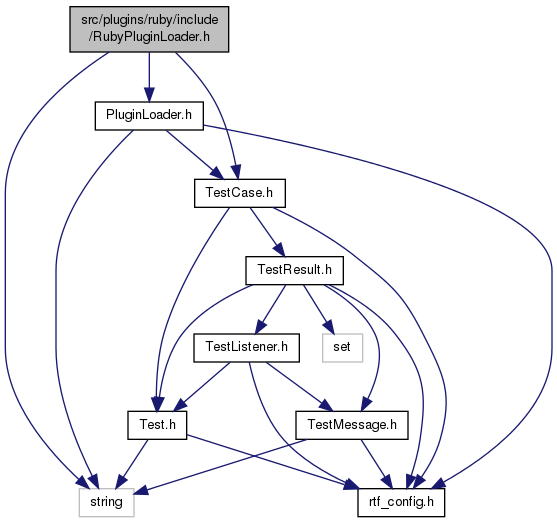 src/plugins/ruby/include
/RubyPluginLoader.h
PluginLoader.h
TestCase.h
TestResult.h
TestListener.h
set
Test.h
TestMessage.h
string
rtf_config.h